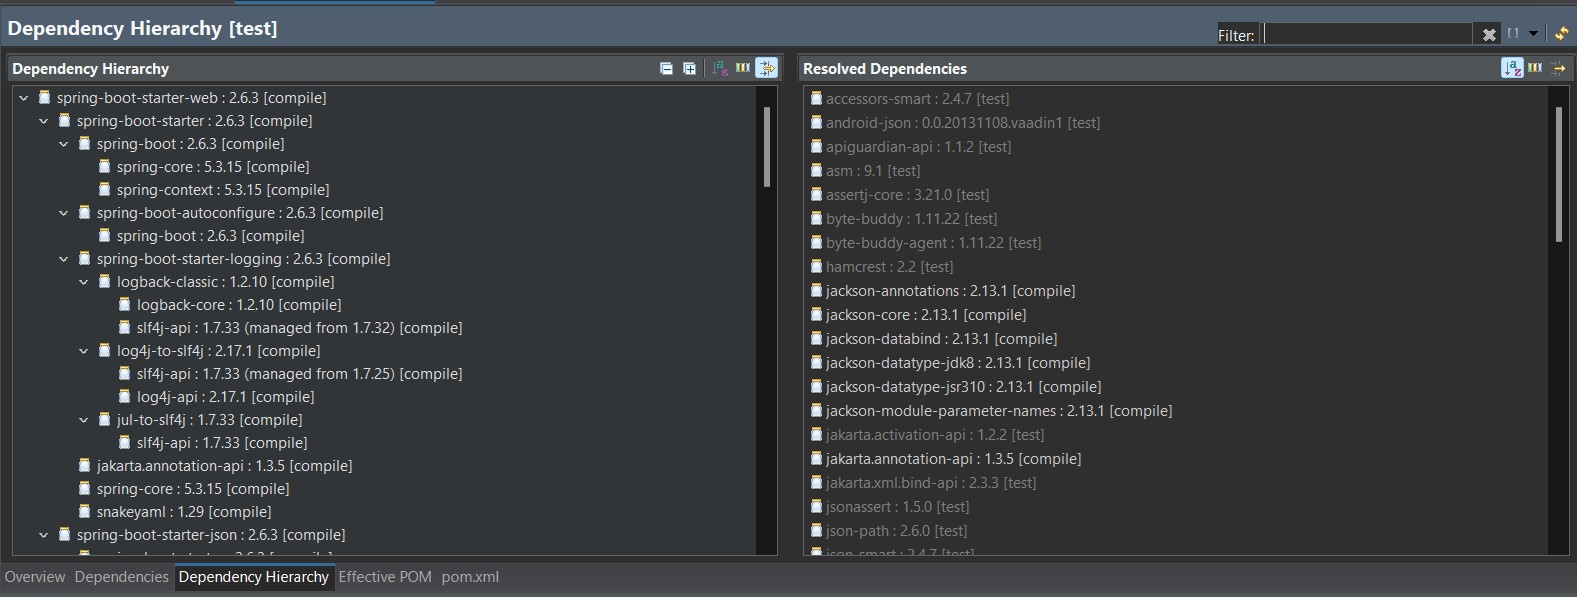 Dependency Hierarchy [test]
Filter:
Dependency Hierarchy
spring-boot-starter-web : 2.6.3 [compile]
spring-boot-starter : 2.6.3 [compile]
spring-boot : 2.6.3 [compile]
spring-core : 5.3.15 [compile]
spring-context : 5.3.15 [compile]
spring-boot-autoconfigure : 2.6.3 [compile]
spring-boot : 2.6.3 [compile]
spring-boot-starter-logging : 2.6.3 [compile]
logback-classic : 1.2.10 [compile]
logback-core : 1.2.10 [compile]
slf4j-api : 1.7.33 (managed from 1.7.32) [compile]
log4j-to-slf4j : 2.17.1 [compile]
slf4j-api : 1.7.33 (managed from 1.7.25) [compile]
log4j-api : 2.17.1 [compile]
jul-to-slf4j : 1.7.33 [compile]
slf4j-api : 1.7.33 [compile]
jakarta.annotation-api : 1.3.5 [compile]
spring-core : 5.3.15 [compile]
snakeyaml : 1.29 [compile]
spring-boot-starter-json : 2.6.3 [compile]
Resolved Dependencies
accessors-smart : 2.4.7 [test]
android-json : 0.0.20131108.vaadin1 [test]
apiguardian-api : 1.1.2 [test]
asm : 9.1 [test]
assertj-core : 3.21.0 [test]
byte-buddy : 1.11.22 [test]
byte-buddy-agent : 1.11.22 [test]
hamcrest : 2.2 [test]
jackson-annotations : 2.13.1 [compile]
jackson-core : 2.13.1 [compile]
jackson-databind : 2.13.1 [compile]
jackson-datatype-jdk8 : 2.13.1 [compile]
jackson-datatype-jsr310 : 2.13.1 [compile]
jackson-module-parameter-names : 2.13.1 [compile]
jakarta.activation-api : 1.2.2 [test]
jakarta.annotation-api : 1.3.5 [compile]
jakarta.xml.bind-api : 2.3.3 [test]
jsonassert : 1.5.0 [test]
json-path : 2.6.0 [test]
json-smart : 2.4.7 [test]
Overview Dependencies Dependency Hierarchy Effective POM pom.xml